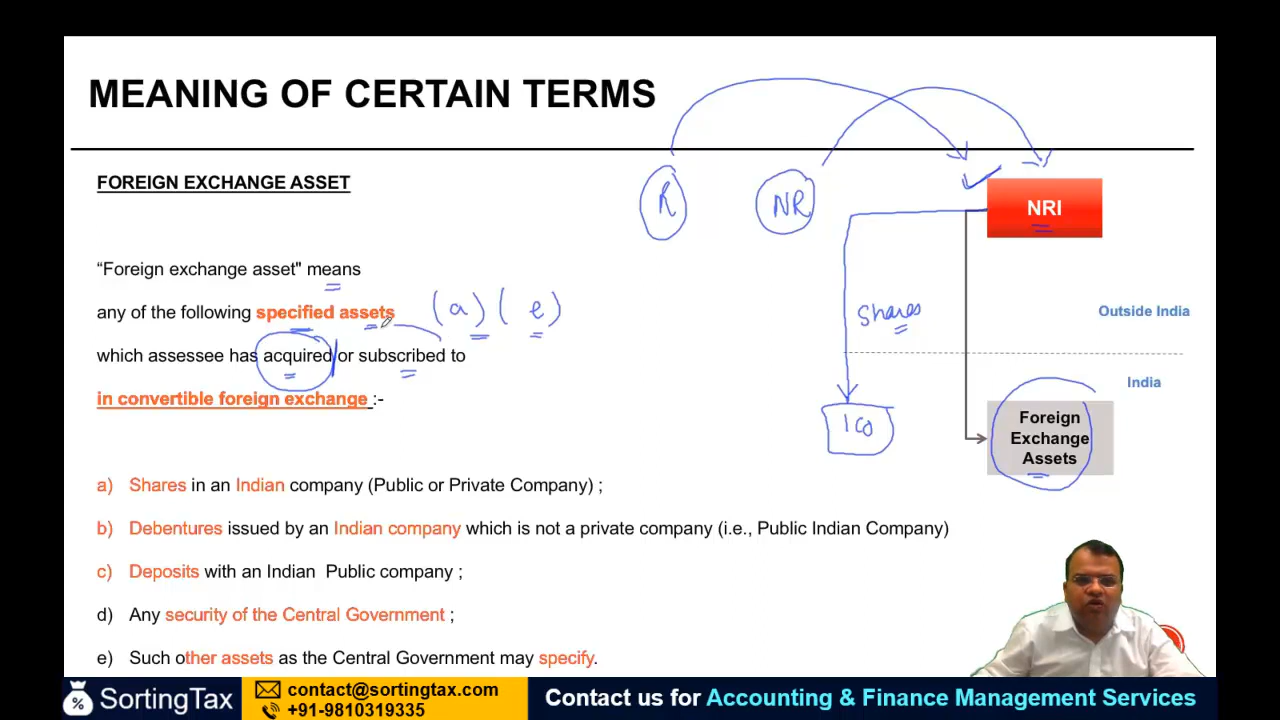 MEANING OF CERTAIN TERMS
FOREIGN EXCHANGE ASSET
R
NR
NRI
“Foreign exchange asset" means
any of the following specified assets
(a) (e)
which assessee has acquired or subscribed to
in convertible foreign exchange :-
Shares
Outside India
India
I CO
Foreign
Exchange
Assets
a) Shares in an Indian company (Public or Private Company) ;
b) Debentures issued by an Indian company which is not a private company (i.e., Public Indian Company)
c) Deposits with an Indian Public company ;
d) Any security of the Central Government ;
e) Such other assets as the Central Government may specify.
% SortingTax
contact@sortingtax.com
+91-9810319335
Contact us for Accounting & Finance Management Services